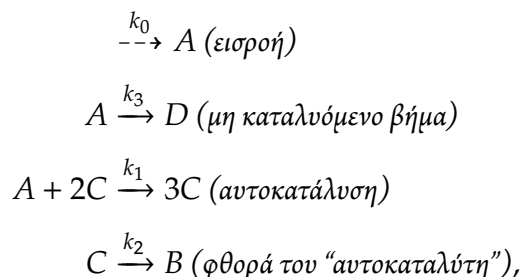 k₀
--→ A (εισροή)
A k₃→ D (μη καταλυόμενο βήμα)
A + 2C k₁→ 3C (αυτοκατάλυση)
C k₂→ B (φθορά του “αυτοκαταλύτη”),